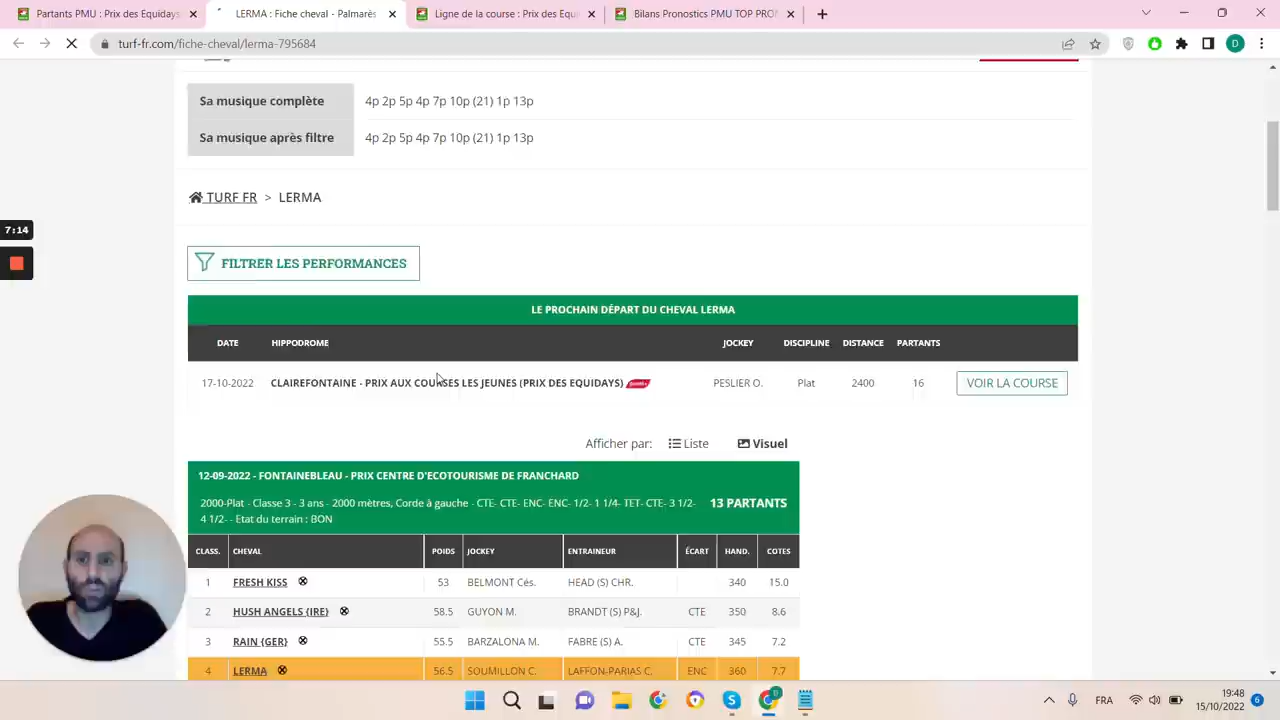 LERMA : Fiche cheval - Palmarès
Pligne de la course : Prix des Equi
Bilans Pronostics PMU TOP PRO
turf-fr.com/fiche-cheval/lerma-795684
Sa musique complète 4p 2p 5p 4p 7p 10p (21) 1p 13p
Sa musique après filtre 4p 2p 5p 4p 7p 10p (21) 1p 13p
TURF FR > LERMA
7:14
FILTRER LES PERFORMANCES
LE PROCHAIN DÉPART DU CHEVAL LERMA
DATE HIPPODROME JOCKEY DISCIPLINE DISTANCE PARTANTS
17-10-2022 CLAIREFONTAINE - PRIX AUX COURSES LES JEUNES (PRIX DES EQUIDAYS) PESLIER O. Plat 2400 16 VOIR LA COURSE
Afficher par: Liste Visuel
12-09-2022 - FONTAINEBLEAU - PRIX CENTRE D'ECOTOURISME DE FRANCHARD
2000-Plat - Classe 3 - 3 ans - 2000 mètres, Corde à gauche - CTE- CTE- ENC- ENC- 1/2- 1 1/4- TET- CTE- 3 1/2- 13 PARTANTS
4 1/2- - Etat du terrain : BON
CLASS. CHEVAL POIDS JOCKEY ENTRAINEUR ÉCART HAND. COTES
1 FRESH KISS 53 BELMONT Cés. HEAD (S) CHR. 340 15.0
2 HUSH ANGELS (IRE) 58.5 GUYON M. BRANDT (S) P&J. CTE 350 8.6
3 RAIN (GER) 55.5 BARZALONA M. FABRE (S) A. CTE 345 7.2
4 LERMA 56.5 SOUMILLON C. LAFFON-PARIAS C. ENC 360 7.7
FRA
19:48
15/10/2022
6